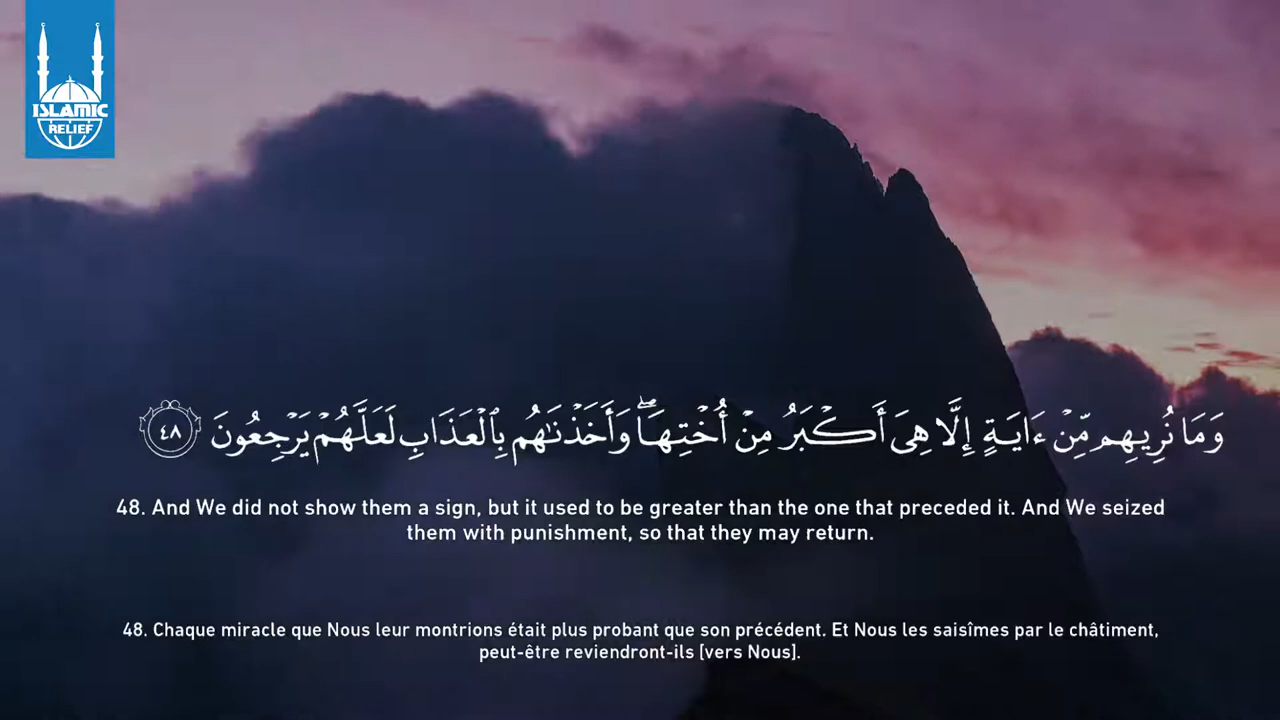 ISLAMIC
RELIEF
وَمَا نُرِيهِم مِّنْ ءَايَةٍ إِلَّا هِىَ أَكْبَرُ مِنْ أُخْتِهَا ۖ وَأَخَذْنَـٰهُم بِٱلْعَذَابِ لَعَلَّهُمْ يَرْجِعُونَ ٤٨
48. And We did not show them a sign, but it used to be greater than the one that preceded it. And We seized
them with punishment, so that they may return.
48. Chaque miracle que Nous leur montrions était plus probant que son précédent. Et Nous les saisîmes par le châtiment,
peut-être reviendront-ils [vers Nous].